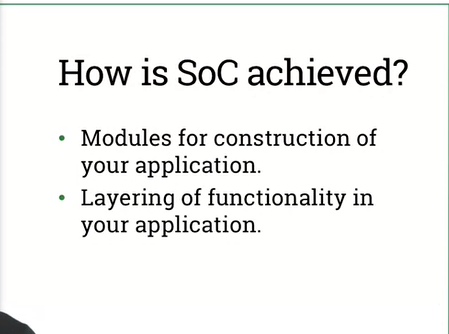 How is SoC achieved?
• Modules for construction of
your application.
• Layering of functionality in
your application.